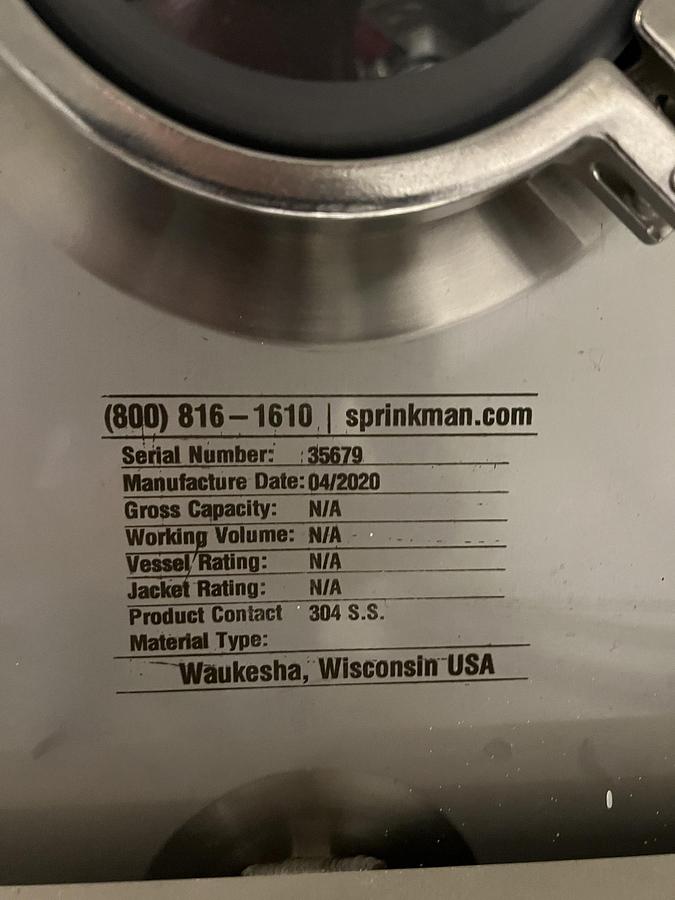 (800) 816-1610 | sprinkman.com
Serial Number: 35679
Manufacture Date: 04/2020
Gross Capacity: N/A
Working Volume: N/A
Vessel Rating: N/A
Jacket Rating: N/A
Product Contact 304 S.S.
Material Type:
Waukesha, Wisconsin USA